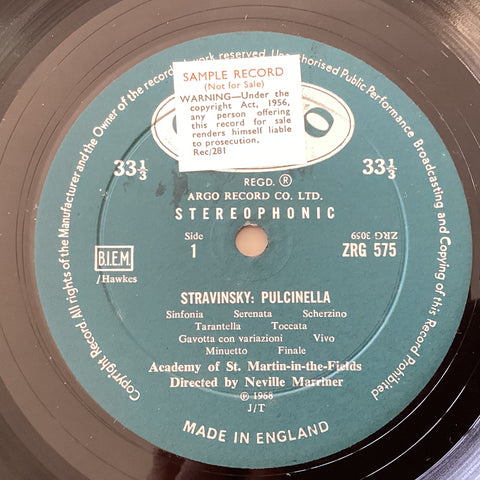 Copyright Record All rights of the Manufacturer and the Owner of the recorded work reserved. Unauthorised Public Performance Broadcasting and Copying of this Record Prohibited
SAMPLE RECORD
(Not for Sale)
WARNING—Under the
copyright Act, 1956,
any person offering
this record for sale
renders himself liable
to prosecution.
Rec/281
33⅓
33⅓
REGD. ®
ARGO RECORD CO. LTD.
STEREOPHONIC
Side
1
ZRG 3059
ZRG 575
B.I.E.M.
/Hawkes
STRAVINSKY: PULCINELLA
Sinfonia Serenata Scherzino
Tarantella Toccata
Gavotta con variazioni Vivo
Minuetto Finale
Academy of St. Martin-in-the-Fields
Directed by Neville Marriner
℗ 1968
J/T
MADE IN ENGLAND